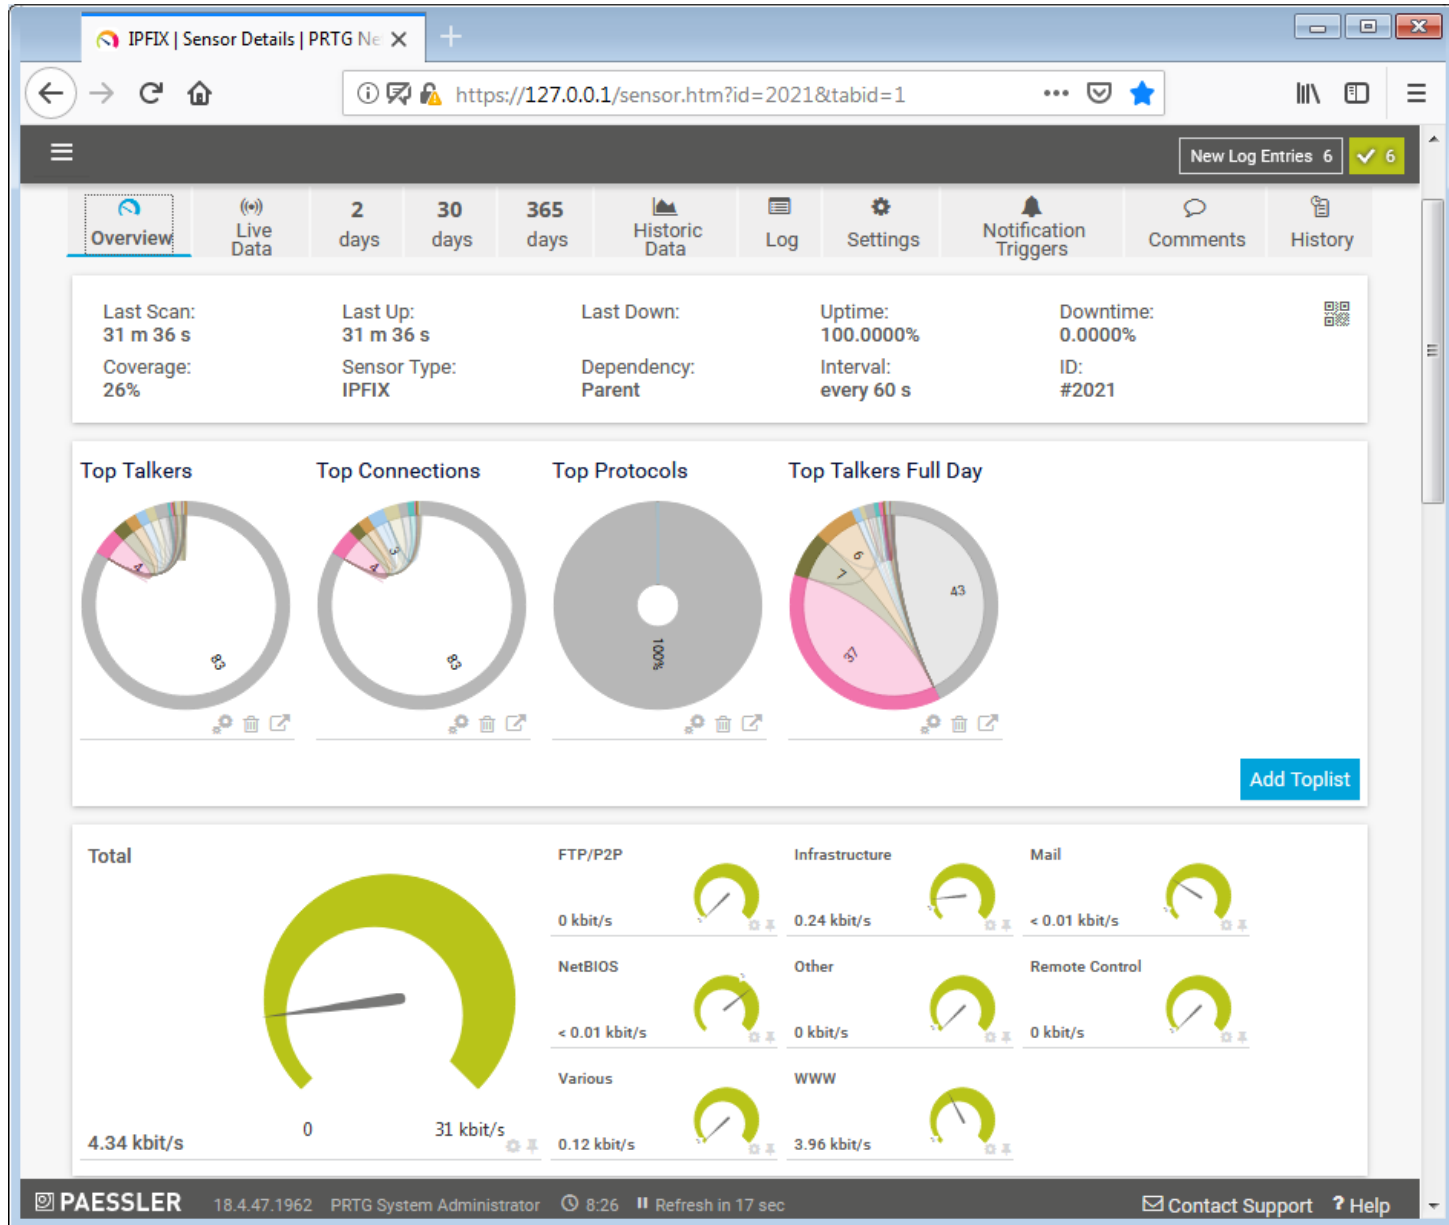 IPFIX | Sensor Details | PRTG Ne
https://127.0.0.1/sensor.htm?id=2021&tabid=1
New Log Entries 6
6
Overview
Live Data
2 days
30 days
365 days
Historic Data
Log
Settings
Notification Triggers
Comments
History
Last Scan:
31 m 36 s
Last Up:
31 m 36 s
Last Down:
Uptime:
100.0000%
Downtime:
0.0000%
Coverage:
26%
Sensor Type:
IPFIX
Dependency:
Parent
Interval:
every 60 s
ID:
#2021
Top Talkers
4
83
Top Connections
4
3
83
Top Protocols
100%
Top Talkers Full Day
6
7
43
37
Add Toplist
Total
0
31 kbit/s
4.34 kbit/s
FTP/P2P
0 kbit/s
Infrastructure
0.24 kbit/s
Mail
< 0.01 kbit/s
NetBIOS
< 0.01 kbit/s
Other
0 kbit/s
Remote Control
0 kbit/s
Various
0.12 kbit/s
WWW
3.96 kbit/s
PAESSLER
18.4.47.1962
PRTG System Administrator
8:26
Refresh in 17 sec
Contact Support
? Help